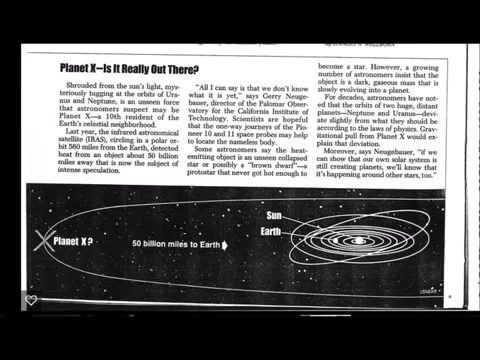 Planet X—Is It Really Out There?
Shrouded from the sun's light, mys-
teriously tugging at the orbits of Ura-
nus and Neptune, is an unseen force
that astronomers suspect may be
Planet X—a 10th resident of the
Earth's celestial neighborhood.
Last year, the infrared astronomical
satellite (IRAS), circling in a polar or-
bit 560 miles from the Earth, detected
heat from an object about 50 billion
miles away that is now the subject of
intense speculation.
"All I can say is that we don't know
what it is yet," says Gerry Neuge-
bauer, director of the Palomar Obser-
vatory for the California Institute of
Technology. Scientists are hopeful
that the one-way journeys of the Pio-
neer 10 and 11 space probes may help
to locate the nameless body.
Some astronomers say the heat-
emitting object is an unseen collapsed
star or possibly a "brown dwarf"—a
protostar that never got hot enough to
become a star. However, a growing
number of astronomers insist that the
object is a dark, gaseous mass that is
slowly evolving into a planet.
For decades, astronomers have not-
ed that the orbits of two huge, distant
planets—Neptune and Uranus—devi-
ate slightly from what they should be
according to the laws of physics. Gravi-
tational pull from Planet X would ex-
plain that deviation.
Moreover, says Neugebauer, "if we
can show that our own solar system is
still creating planets, we'll know that
it's happening around other stars, too."
Sun
Earth
Planet X?
50 billion miles to Earth